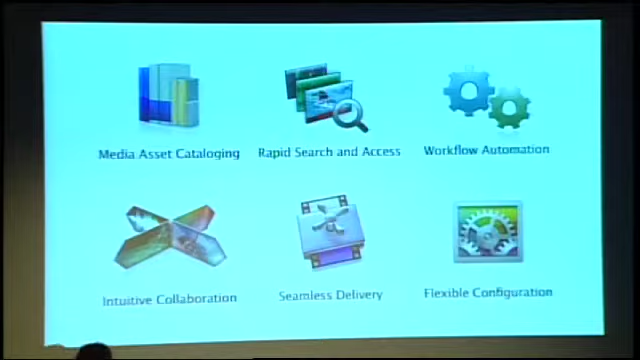 Media Asset Cataloging
Rapid Search and Access
Workflow Automation
Intuitive Collaboration
Seamless Delivery
Flexible Configuration